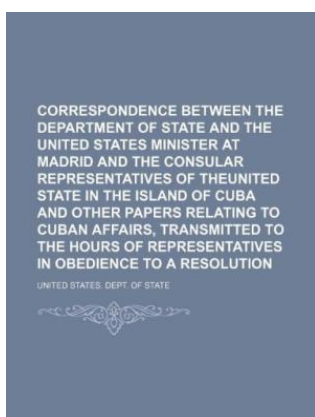 CORRESPONDENCE BETWEEN THE
DEPARTMENT OF STATE AND THE
UNITED STATES MINISTER AT
MADRID AND THE CONSULAR
REPRESENTATIVES OF THEUNITED
STATE IN THE ISLAND OF CUBA
AND OTHER PAPERS RELATING TO
CUBAN AFFAIRS, TRANSMITTED TO
THE HOURS OF REPRESENTATIVES
IN OBEDIENCE TO A RESOLUTION
UNITED STATES. DEPT. OF STATE